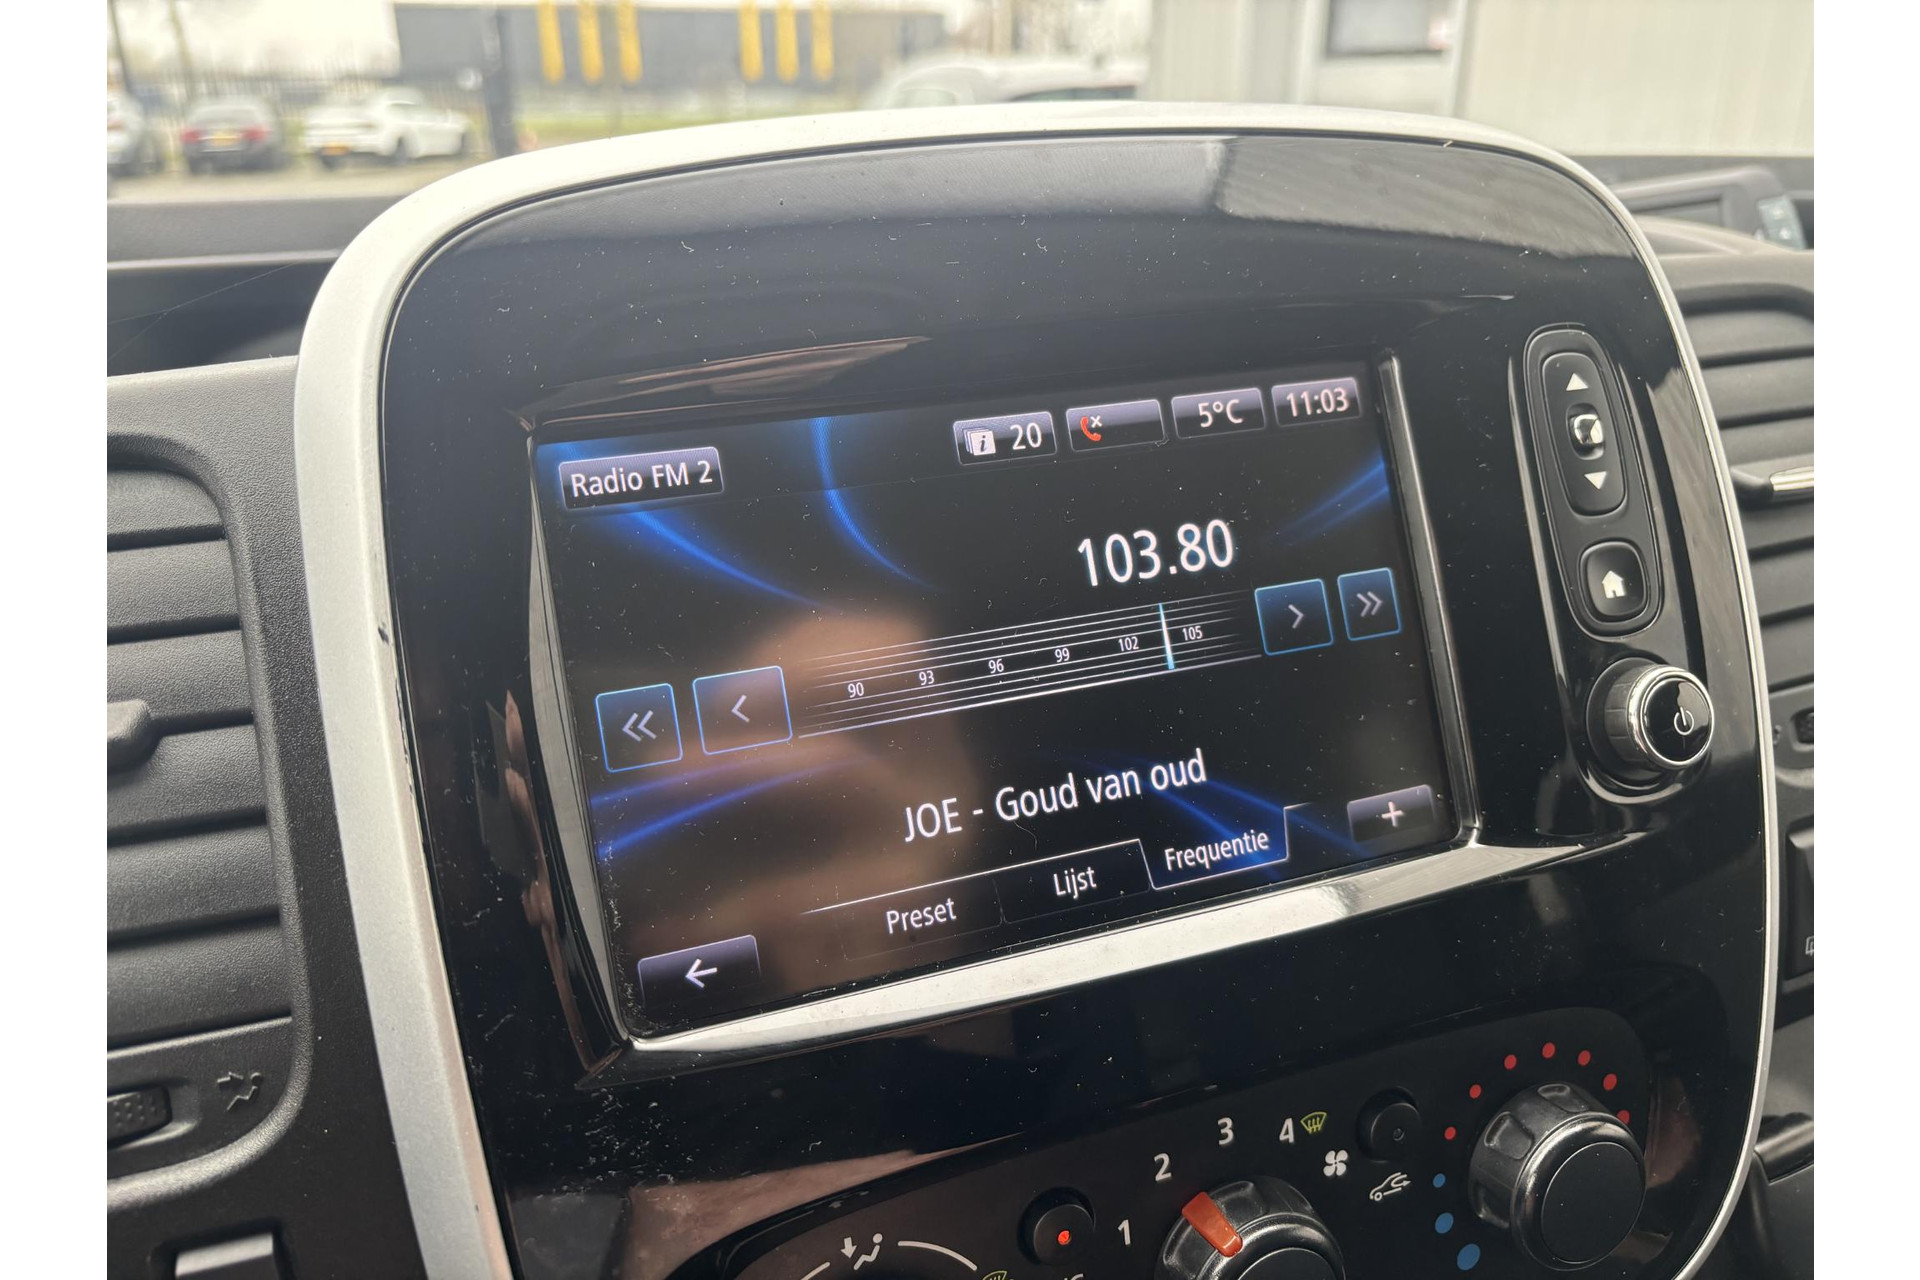 20
5°C
11:03
Radio FM 2
103.80
90 93 96 99 102 105
JOE - Goud van oud
Preset Lijst Frequentie
1 2 3 4